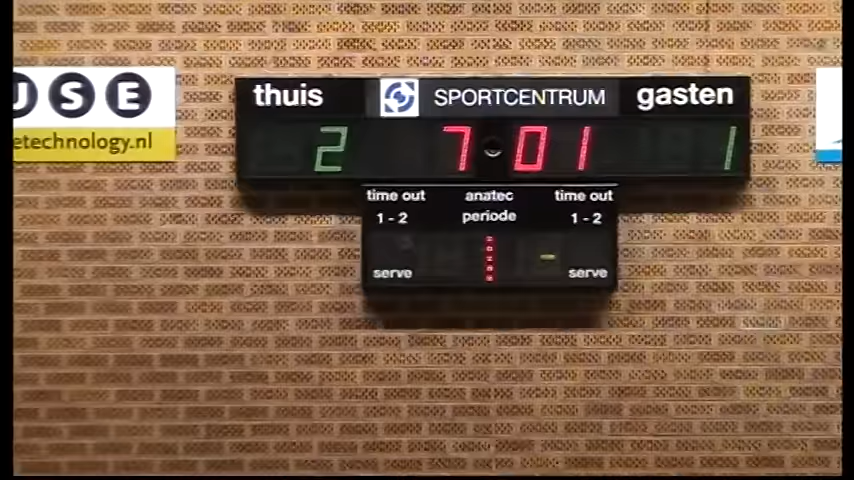 USE
etechnology.nl
thuis SPORTCENTRUM gasten
2 7 01 1
time out anatec time out
1 - 2 periode 1 - 2
serve serve